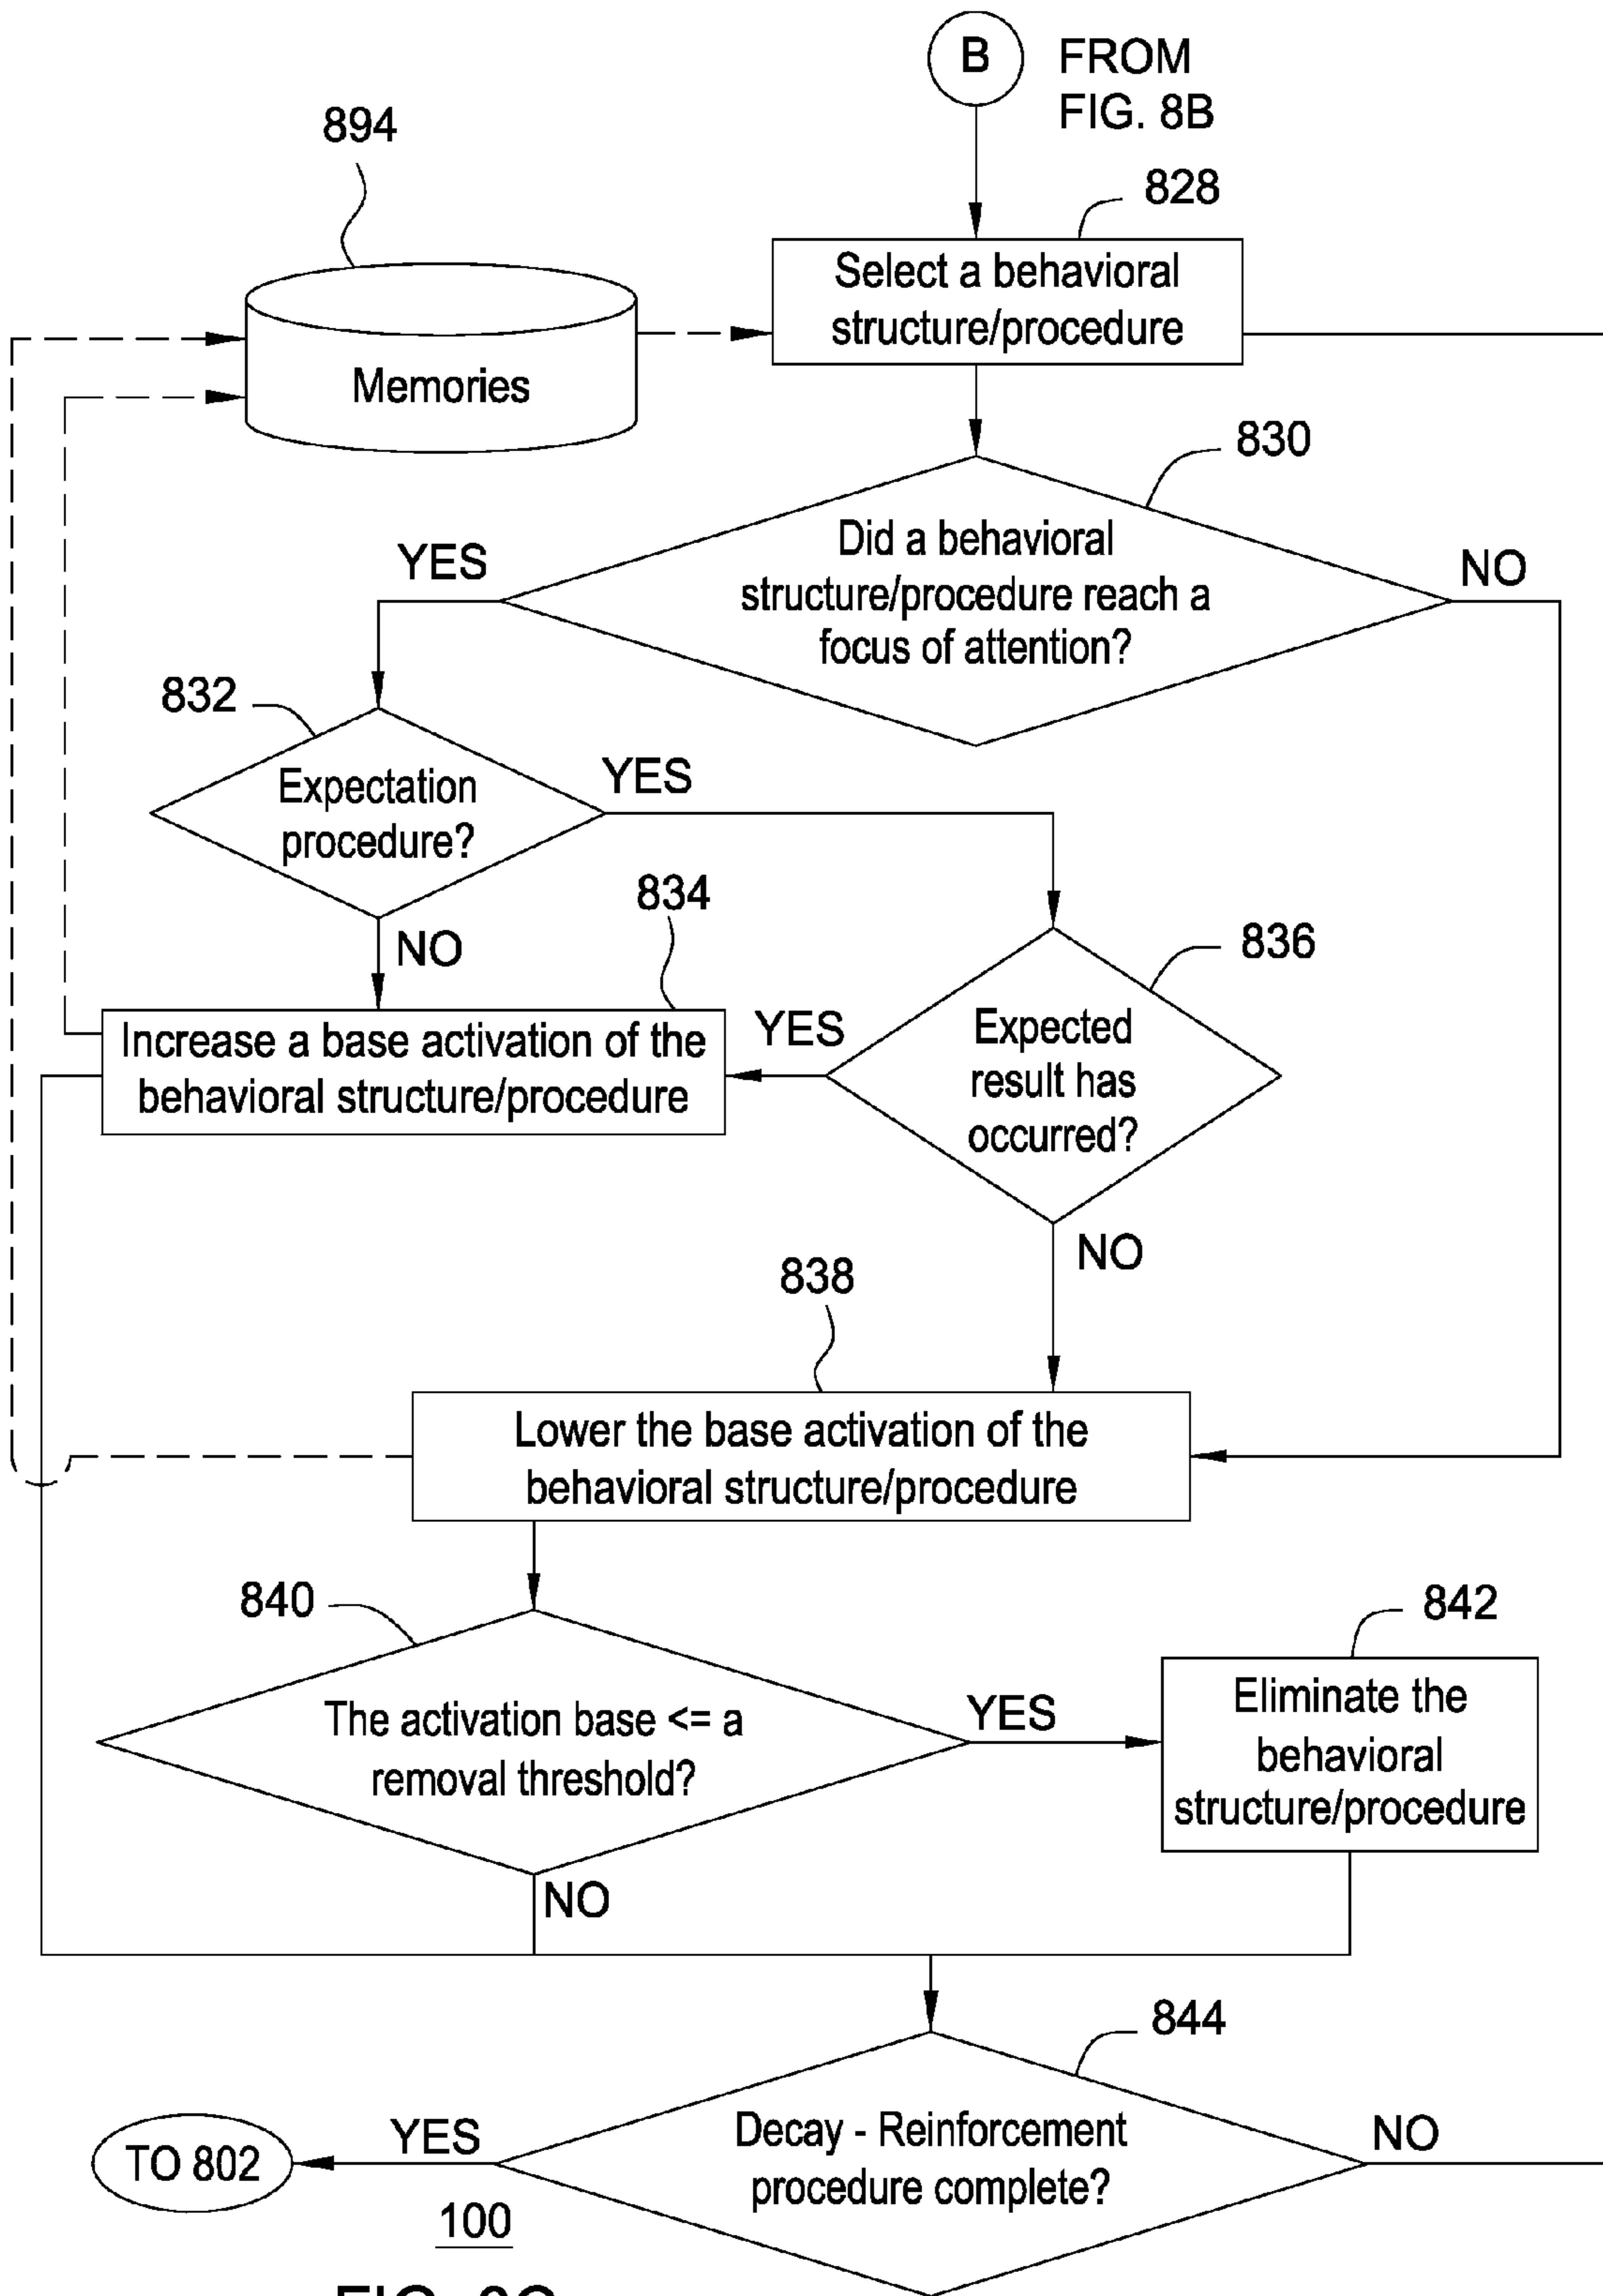 B
FROM
FIG. 8B
894
828
Select a behavioral
structure/procedure
Memories
830
Did a behavioral
structure/procedure reach a
focus of attention?
YES
NO
832
Expectation
procedure?
YES
NO
834
836
Increase a base activation of the
behavioral structure/procedure
YES
Expected
result has
occurred?
NO
838
Lower the base activation of the
behavioral structure/procedure
840
The activation base <= a
removal threshold?
YES
NO
842
Eliminate the
behavioral
structure/procedure
844
Decay - Reinforcement
procedure complete?
YES
NO
TO 802
100